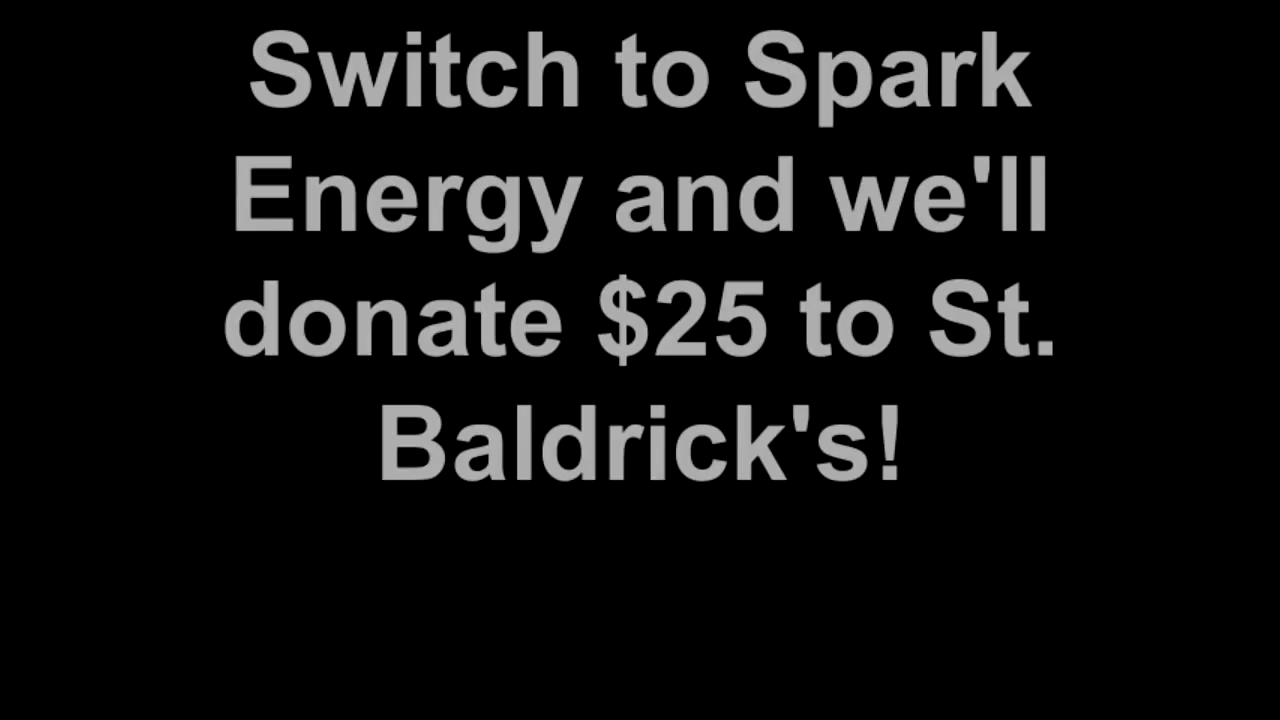 Switch to Spark
Energy and we'll
donate $25 to St.
Baldrick's!